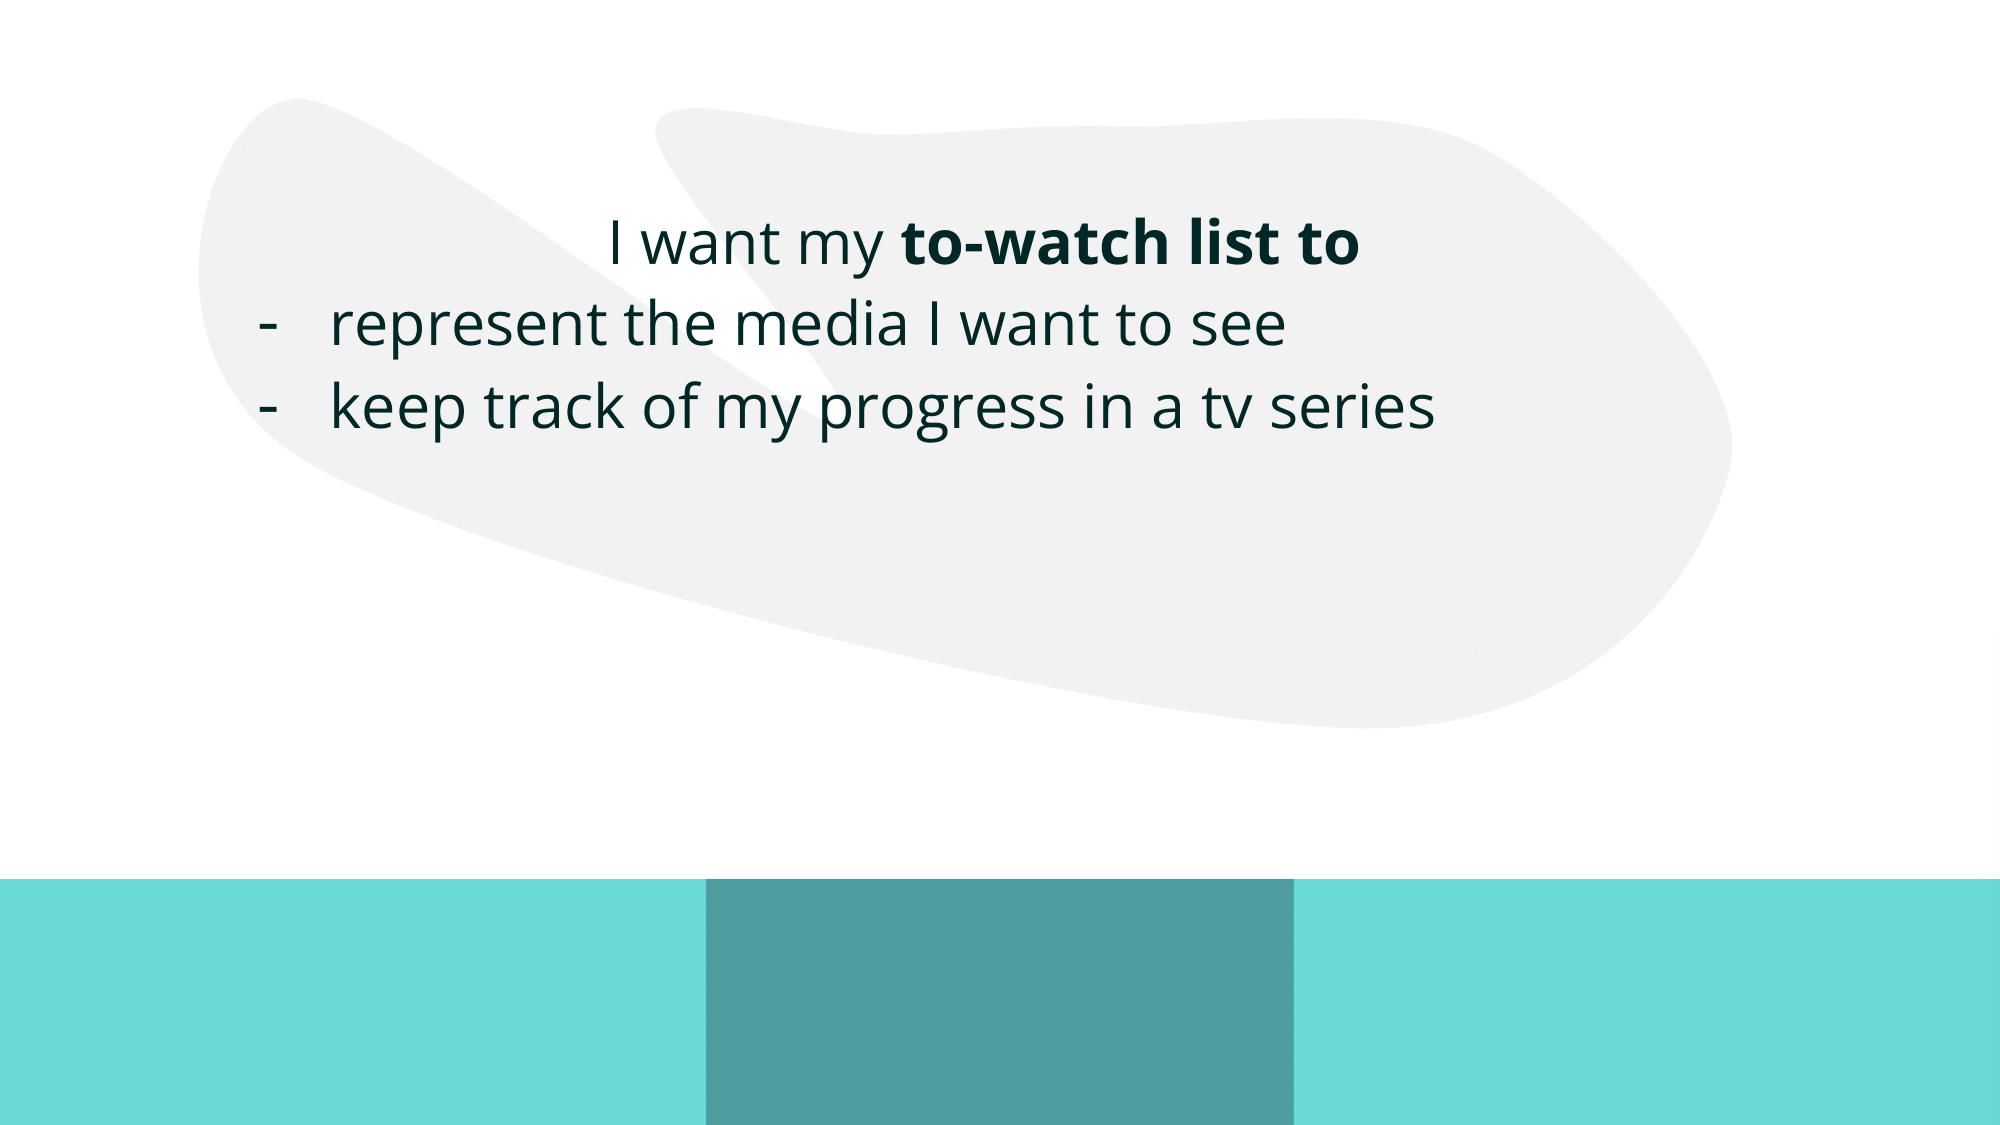 I want my to-watch list to
- represent the media I want to see
- keep track of my progress in a tv series